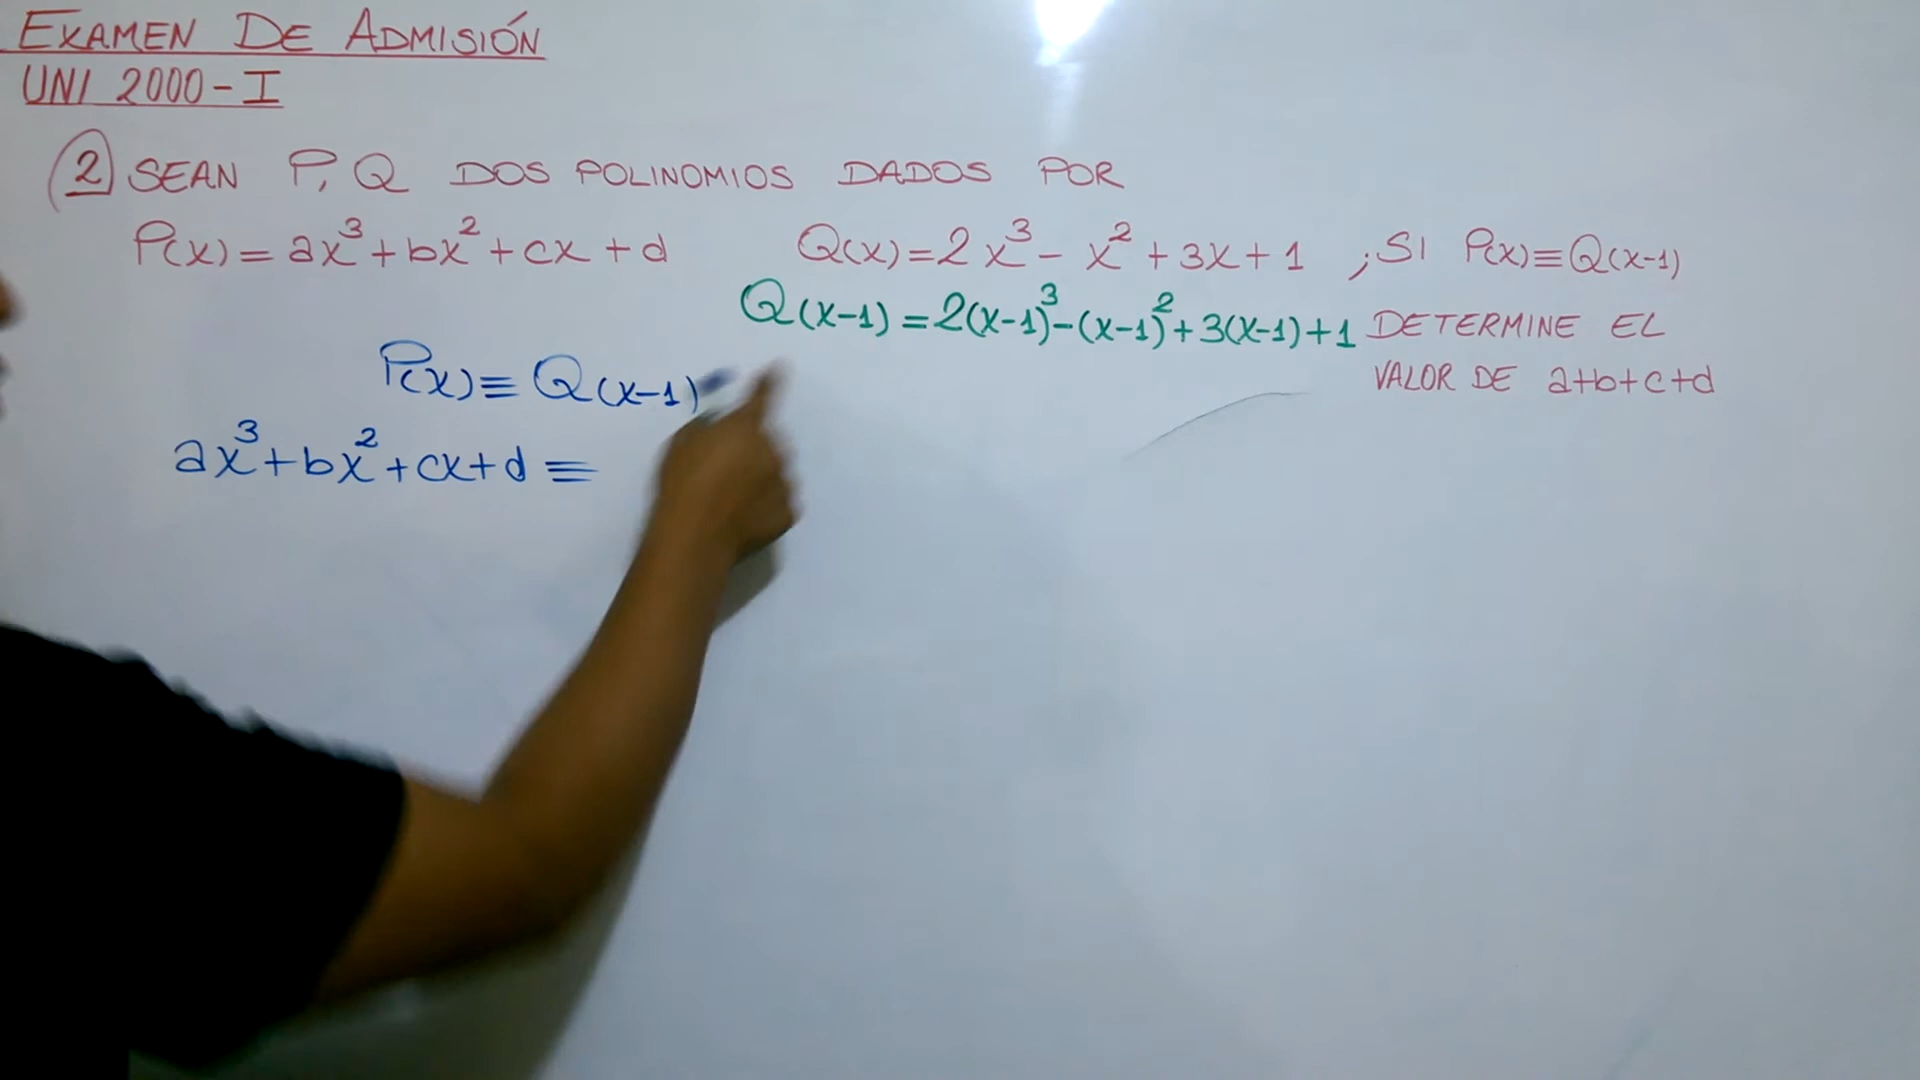 EXAMEN DE ADMISIÓN
UNI 2000-I
2) SEAN P, Q DOS POLINOMIOS DADOS POR
P(x)=ax³+bx²+cx+d Q(x)=2x³-x²+3x+1 ; SI P(x)≡Q(x-1)
Q(x-1)=2(x-1)³-(x-1)²+3(x-1)+1 DETERMINE EL
VALOR DE a+b+c+d
P(x)≡Q(x-1)
ax³+bx²+cx+d≡